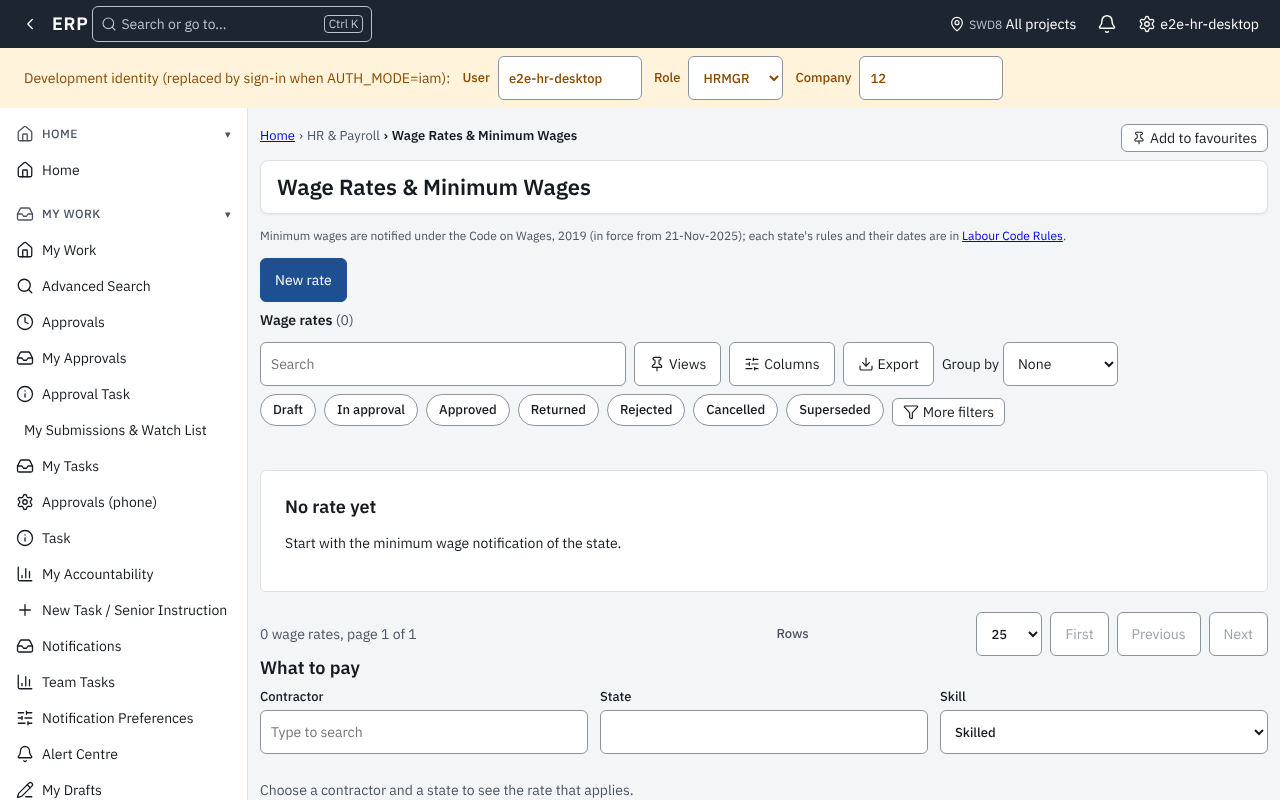 ERP
Search or go to...
Ctrl K
SWD8 All projects
e2e-hr-desktop
Development identity (replaced by sign-in when AUTH_MODE=iam):
User
e2e-hr-desktop
Role
HRMGR
Company
12
HOME
Home
MY WORK
My Work
Advanced Search
Approvals
My Approvals
Approval Task
My Submissions & Watch List
My Tasks
Approvals (phone)
Task
My Accountability
New Task / Senior Instruction
Notifications
Team Tasks
Notification Preferences
Alert Centre
My Drafts
Home › HR & Payroll › Wage Rates & Minimum Wages
Add to favourites
Wage Rates & Minimum Wages
Minimum wages are notified under the Code on Wages, 2019 (in force from 21-Nov-2025); each state's rules and their dates are in Labour Code Rules.
New rate
Wage rates (0)
Search
Views
Columns
Export
Group by
None
Draft
In approval
Approved
Returned
Rejected
Cancelled
Superseded
More filters
No rate yet
Start with the minimum wage notification of the state.
0 wage rates, page 1 of 1
Rows
25
First
Previous
Next
What to pay
Contractor
State
Skill
Type to search
Skilled
Choose a contractor and a state to see the rate that applies.